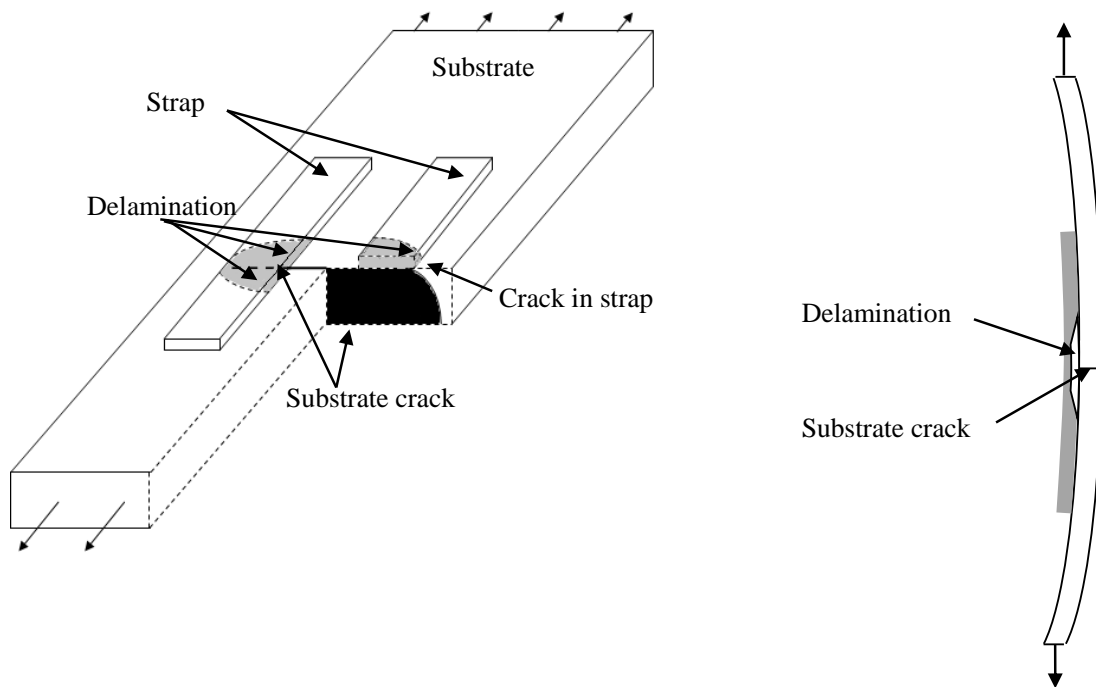 Substrate
Strap
Delamination
Crack in strap
Substrate crack
Delamination
Substrate crack